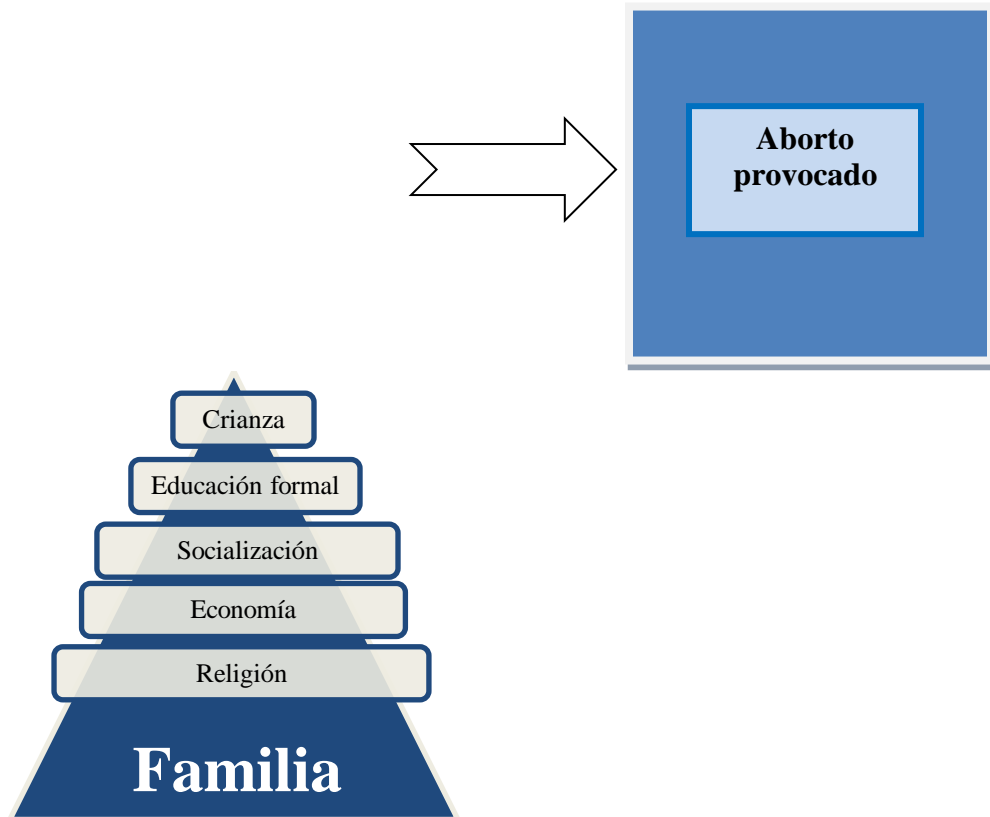 Aborto
provocado
Crianza
Educación formal
Socialización
Economía
Religión
Familia